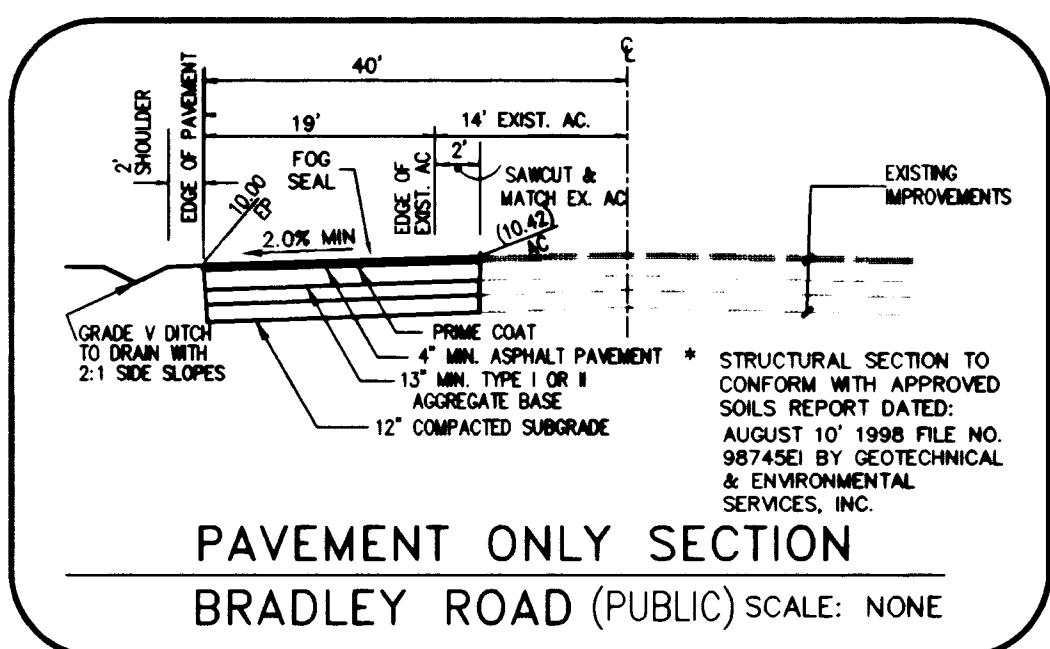 ℄
40'
2'
SHOULDER
EDGE OF PAVEMENT
19'
14' EXIST. AC.
FOG
SEAL
EDGE OF
EXIST. AC
2'
SAWCUT &
MATCH EX. AC
EXISTING
IMPROVEMENTS
10.00
EP
2.0% MIN
(10.42)
AC
GRADE V DITCH
TO DRAIN WITH
2:1 SIDE SLOPES
PRIME COAT
4" MIN. ASPHALT PAVEMENT *
13" MIN. TYPE I OR II
AGGREGATE BASE
12" COMPACTED SUBGRADE
STRUCTURAL SECTION TO
CONFORM WITH APPROVED
SOILS REPORT DATED:
AUGUST 10' 1998 FILE NO.
98745EI BY GEOTECHNICAL
& ENVIRONMENTAL
SERVICES, INC.
PAVEMENT ONLY SECTION
BRADLEY ROAD (PUBLIC) SCALE: NONE